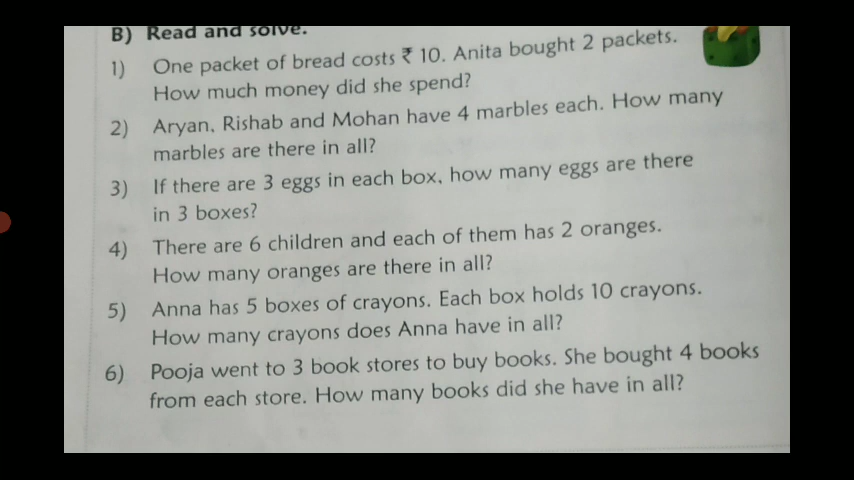 B) Read and solve.
1) One packet of bread costs ₹ 10. Anita bought 2 packets.
How much money did she spend?
2) Aryan, Rishab and Mohan have 4 marbles each. How many
marbles are there in all?
3) If there are 3 eggs in each box, how many eggs are there
in 3 boxes?
4) There are 6 children and each of them has 2 oranges.
How many oranges are there in all?
5) Anna has 5 boxes of crayons. Each box holds 10 crayons.
How many crayons does Anna have in all?
6) Pooja went to 3 book stores to buy books. She bought 4 books
from each store. How many books did she have in all?